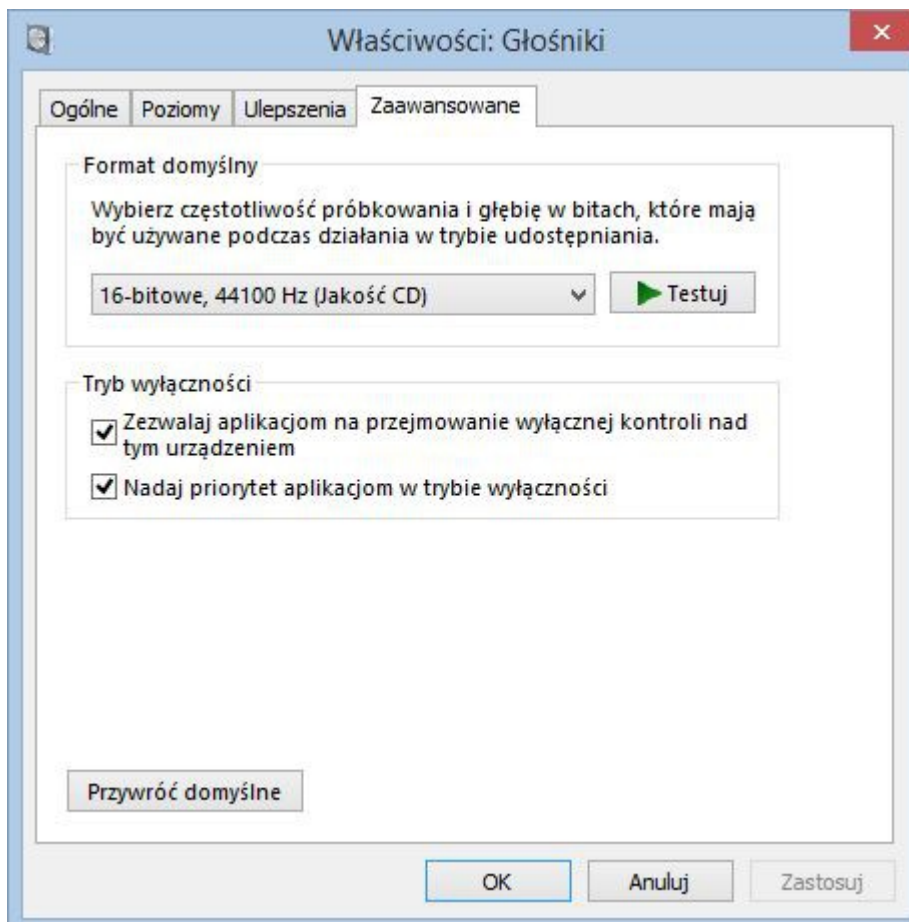 Właściwości: Głośniki
Ogólne Poziomy Ulepszenia Zaawansowane
Format domyślny
Wybierz częstotliwość próbkowania i głębię w bitach, które mają
być używane podczas działania w trybie udostępniania.
16-bitowe, 44100 Hz (Jakość CD) Testuj
Tryb wyłączności
Zezwalaj aplikacjom na przejmowanie wyłącznej kontroli nad
tym urządzeniem
Nadaj priorytet aplikacjom w trybie wyłączności
Przywróć domyślne
OK Anuluj Zastosuj